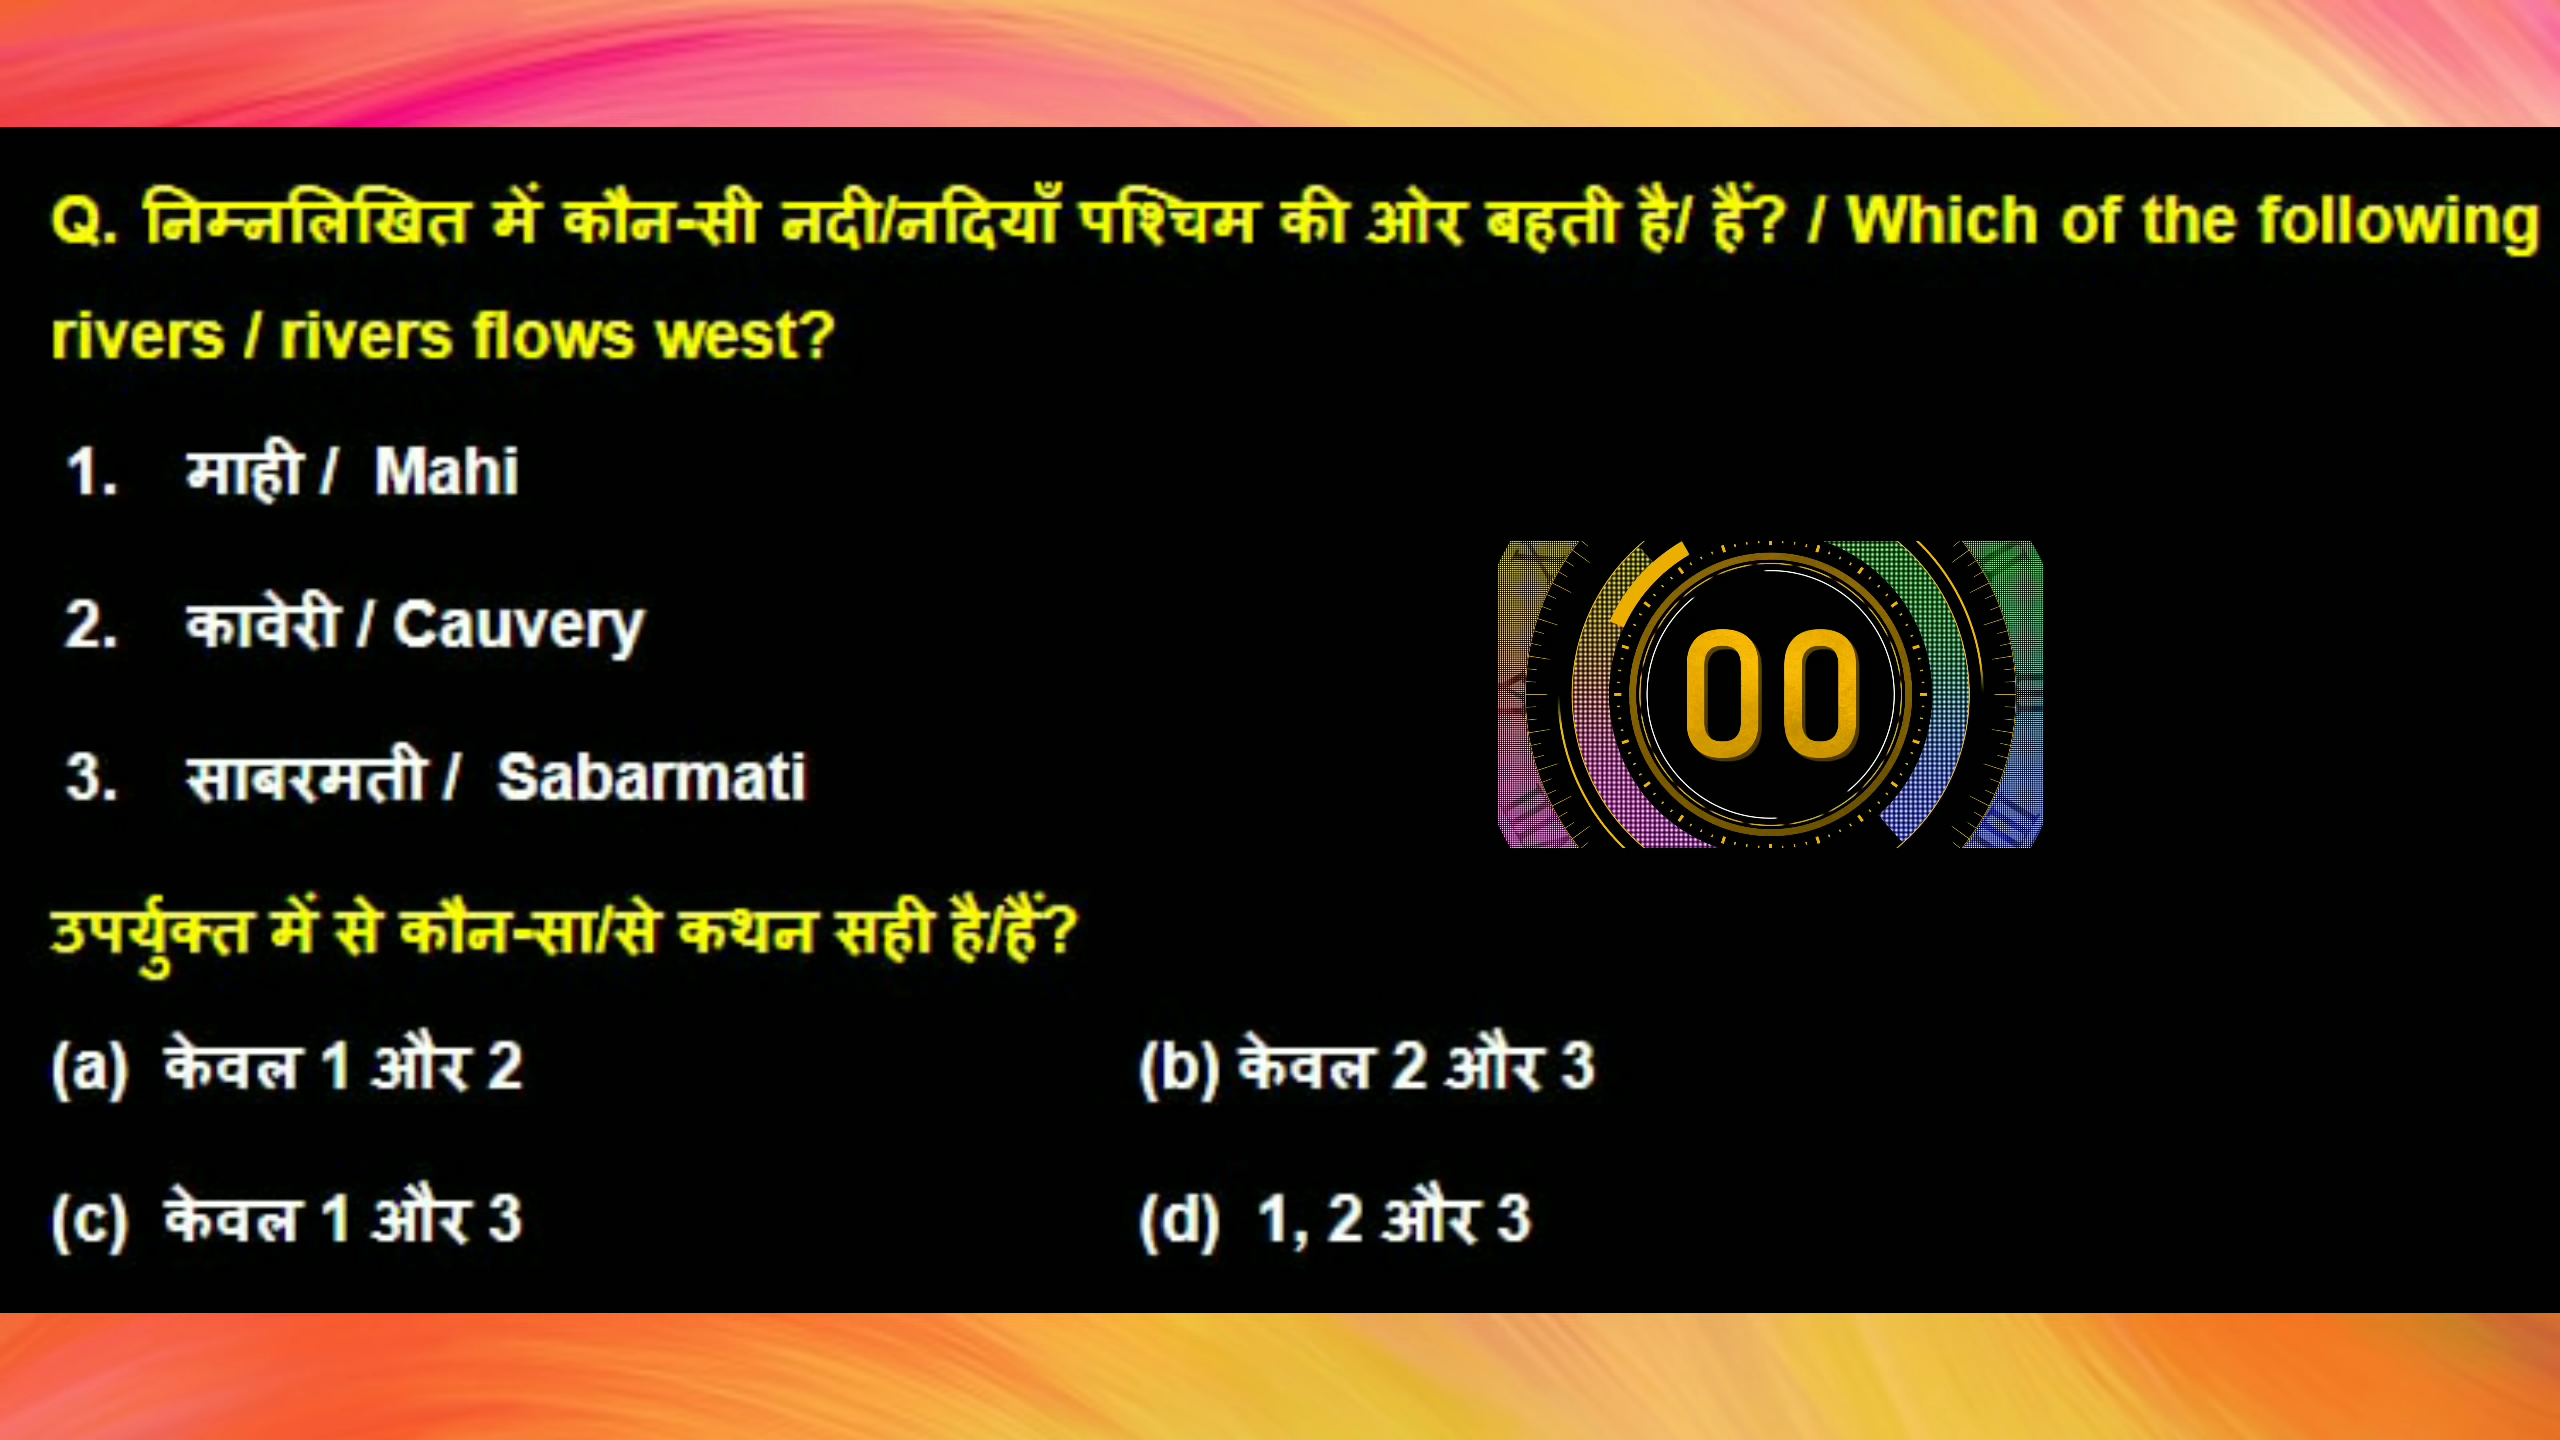 Q. निम्नलिखित में कौन-सी नदी/नदियाँ पश्चिम की ओर बहती है/ हैं? / Which of the following
rivers / rivers flows west?
1. माही / Mahi
2. कावेरी / Cauvery
3. साबरमती / Sabarmati
00
उपर्युक्त में से कौन-सा/से कथन सही है/हैं?
(a) केवल 1 और 2 (b) केवल 2 और 3
(c) केवल 1 और 3 (d) 1, 2 और 3